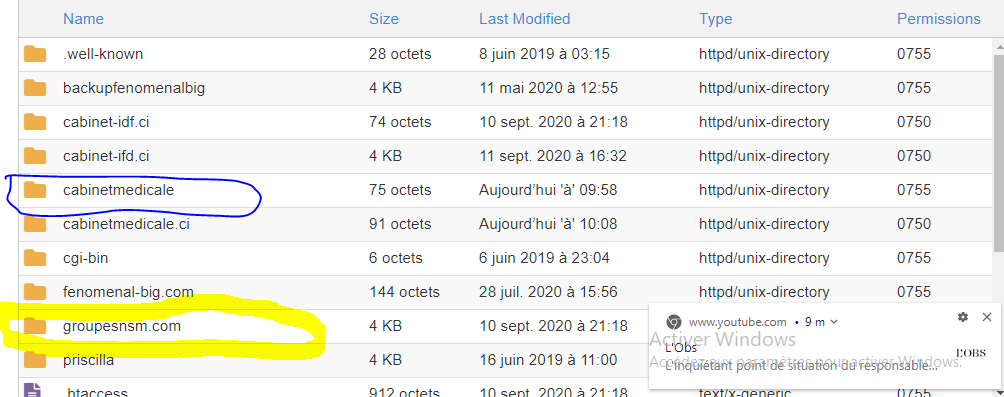 Name Size Last Modified Type Permissions
.well-known 28 octets 8 juin 2019 à 03:15 httpd/unix-directory 0755
backupfenomenalbig 4 KB 11 mai 2020 à 12:55 httpd/unix-directory 0755
cabinet-idf.ci 74 octets 10 sept. 2020 à 21:18 httpd/unix-directory 0750
cabinet-ifd.ci 4 KB 11 sept. 2020 à 16:32 httpd/unix-directory 0750
cabinetmedicale 75 octets Aujourd’hui 'à' 09:58 httpd/unix-directory 0755
cabinetmedicale.ci 91 octets Aujourd’hui 'à' 10:08 httpd/unix-directory 0750
cgi-bin 6 octets 6 juin 2019 à 23:04 httpd/unix-directory 0755
fenomenal-big.com 144 octets 28 juil. 2020 à 15:56 httpd/unix-directory 0755
groupesnsm.com 4 KB 10 sept. 2020 à 21:18
www.youtube.com • 9 m
Activer Windows
L'Obs
L'OBS
priscilla 4 KB 16 juin 2019 à 11:00
Accédez aux paramètres pour activer Windows.
L'inquiétant point de situation du responsable...
.htaccess 912 octets 10 sept. 2020 à 21:18 text/x-generic 0644